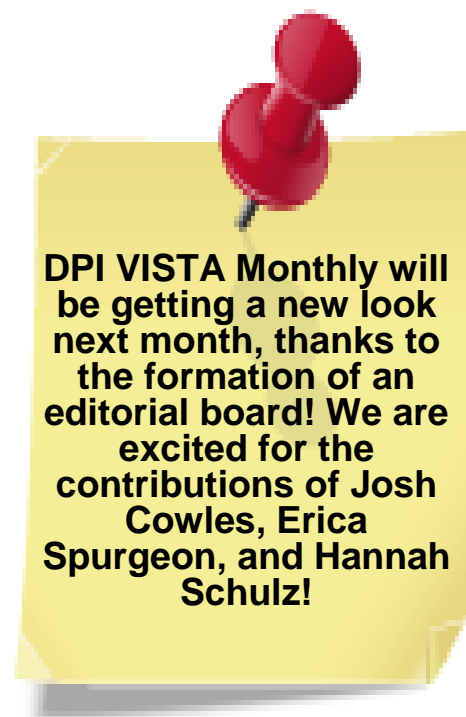 DPI VISTA Monthly will
be getting a new look
next month, thanks to
the formation of an
editorial board! We are
excited for the
contributions of Josh
Cowles, Erica
Spurgeon, and Hannah
Schulz!